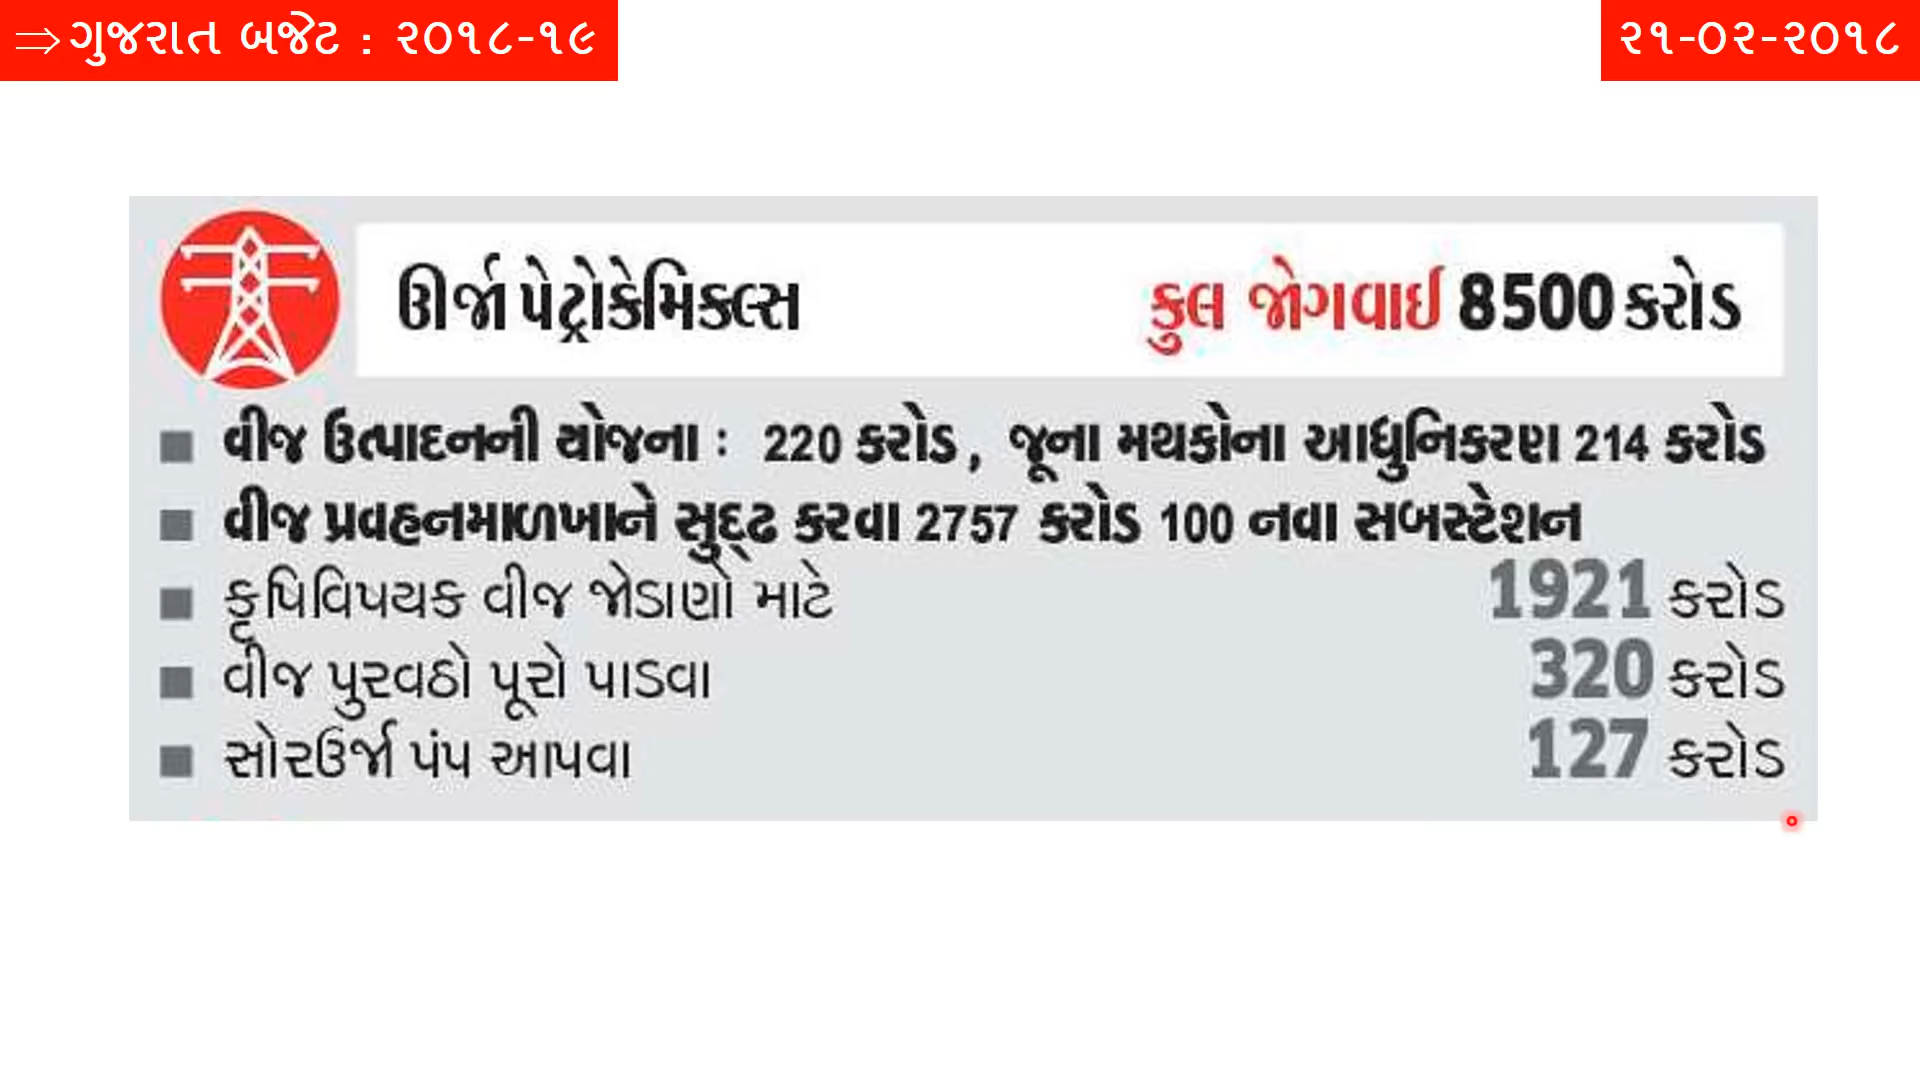 ⇒ ગુજરાત બજેટ : ૨૦૧૮-૧૯
૨૧-૦૨-૨૦૧૮
ઊર્જા પેટ્રોકેમિકલ્સ કુલ જોગવાઈ 8500 કરોડ
■ વીજ ઉત્પાદનની યોજના : 220 કરોડ, જૂના મથકોના આધુનિકરણ 214 કરોડ
■ વીજ પ્રવહનમાળખાને સુદ્દઢ કરવા 2757 કરોડ 100 નવા સબસ્ટેશન
■ કૃષિવિષયક વીજ જોડાણો માટે 1921 કરોડ
■ વીજ પુરવઠો પૂરો પાડવા 320 કરોડ
■ સોરઉર્જા પંપ આપવા 127 કરોડ